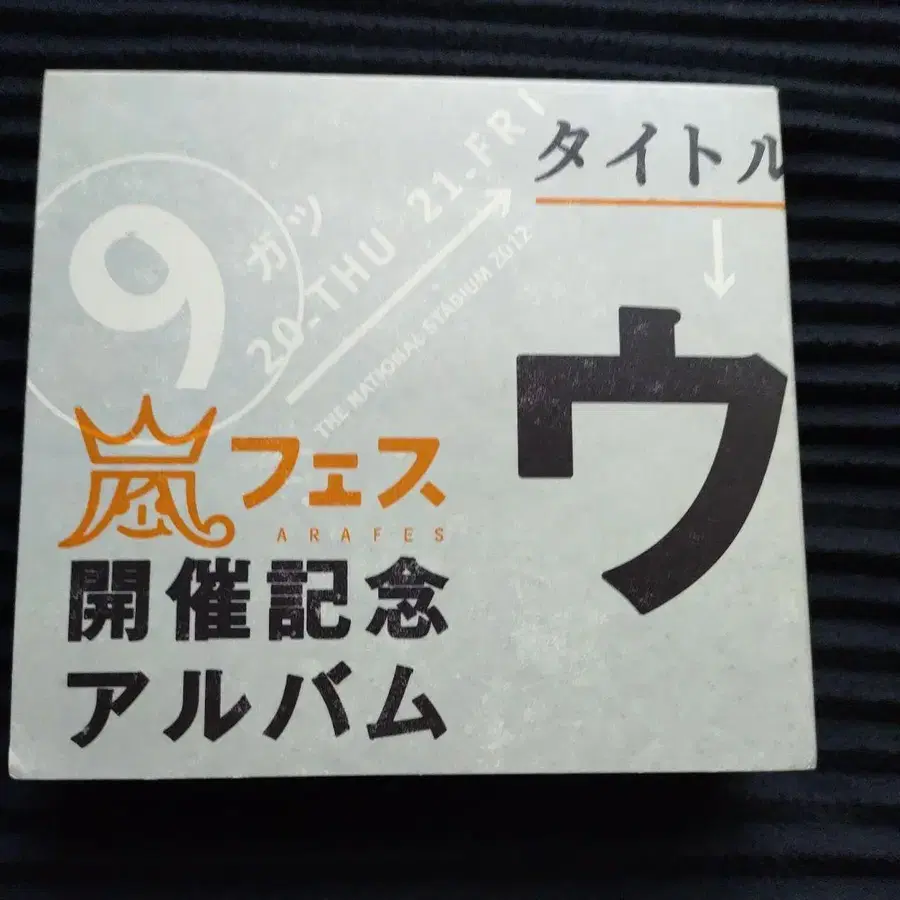 9
ガツ
20-THU 21-FRI
THE NATIONAL STADIUM 2012
タイトル
ウ
嵐フェス
ARAFES
開催記念
アルバム